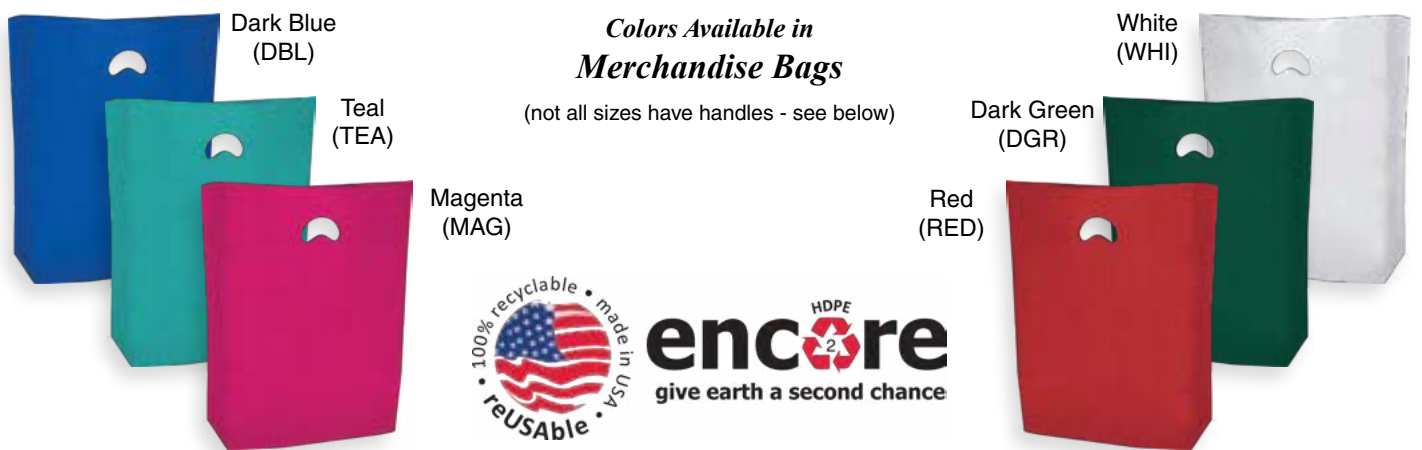 Dark Blue
(DBL)
Teal
(TEA)
Magenta
(MAG)
Colors Available in
Merchandise Bags
(not all sizes have handles - see below)
White
(WHI)
Dark Green
(DGR)
Red
(RED)
100% recyclable • made in USA • reUSAble •
HDPE
2
encore
give earth a second chance